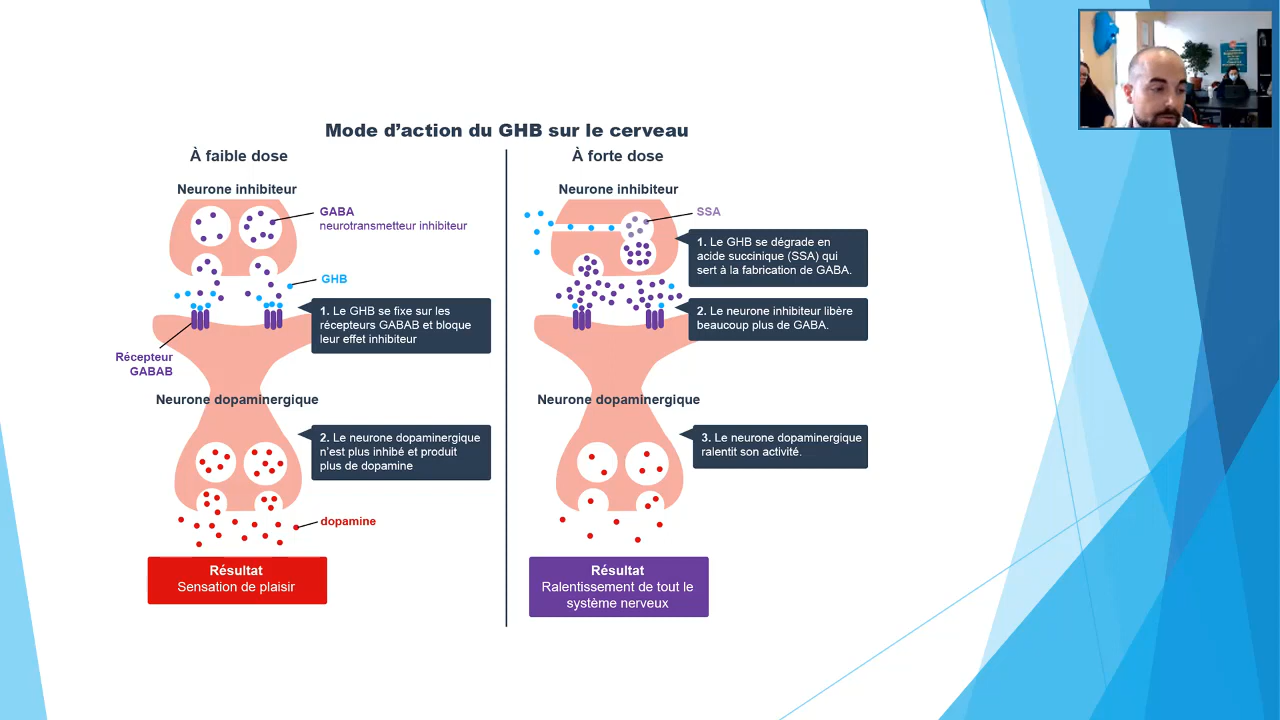 Mode d’action du GHB sur le cerveau
À faible dose
Neurone inhibiteur
GABA
neurotransmetteur inhibiteur
GHB
1. Le GHB se fixe sur les
récepteurs GABAB et bloque
leur effet inhibiteur
Récepteur
GABAB
Neurone dopaminergique
2. Le neurone dopaminergique
n’est plus inhibé et produit
plus de dopamine
dopamine
Résultat
Sensation de plaisir
À forte dose
Neurone inhibiteur
SSA
1. Le GHB se dégrade en
acide succinique (SSA) qui
sert à la fabrication de GABA.
2. Le neurone inhibiteur libère
beaucoup plus de GABA.
Neurone dopaminergique
3. Le neurone dopaminergique
ralentit son activité.
Résultat
Ralentissement de tout le
système nerveux